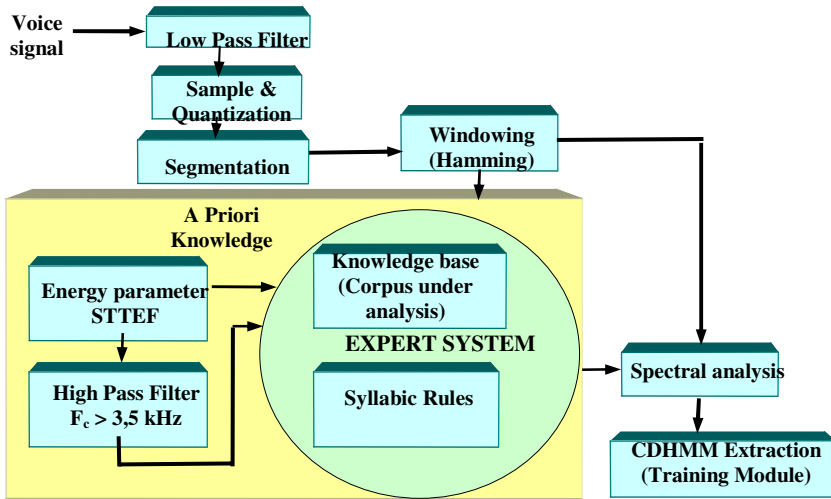 Voice
signal
Low Pass Filter
Sample &
Quantization
Segmentation
Windowing
(Hamming)
A Priori
Knowledge
Energy parameter
STTEF
High Pass Filter
Fc > 3,5 kHz
Knowledge base
(Corpus under
analysis)
EXPERT SYSTEM
Syllabic Rules
Spectral analysis
CDHMM Extraction
(Training Module)